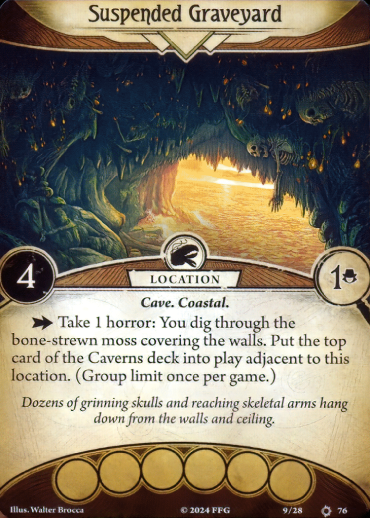 Suspended Graveyard
4
LOCATION
1
Cave. Coastal.
Take 1 horror: You dig through the
bone-strewn moss covering the walls. Put the top
card of the Caverns deck into play adjacent to this
location. (Group limit once per game.)
Dozens of grinning skulls and reaching skeletal arms hang
down from the walls and ceiling.
Illus. Walter Brocca © 2024 FFG 9/28 76